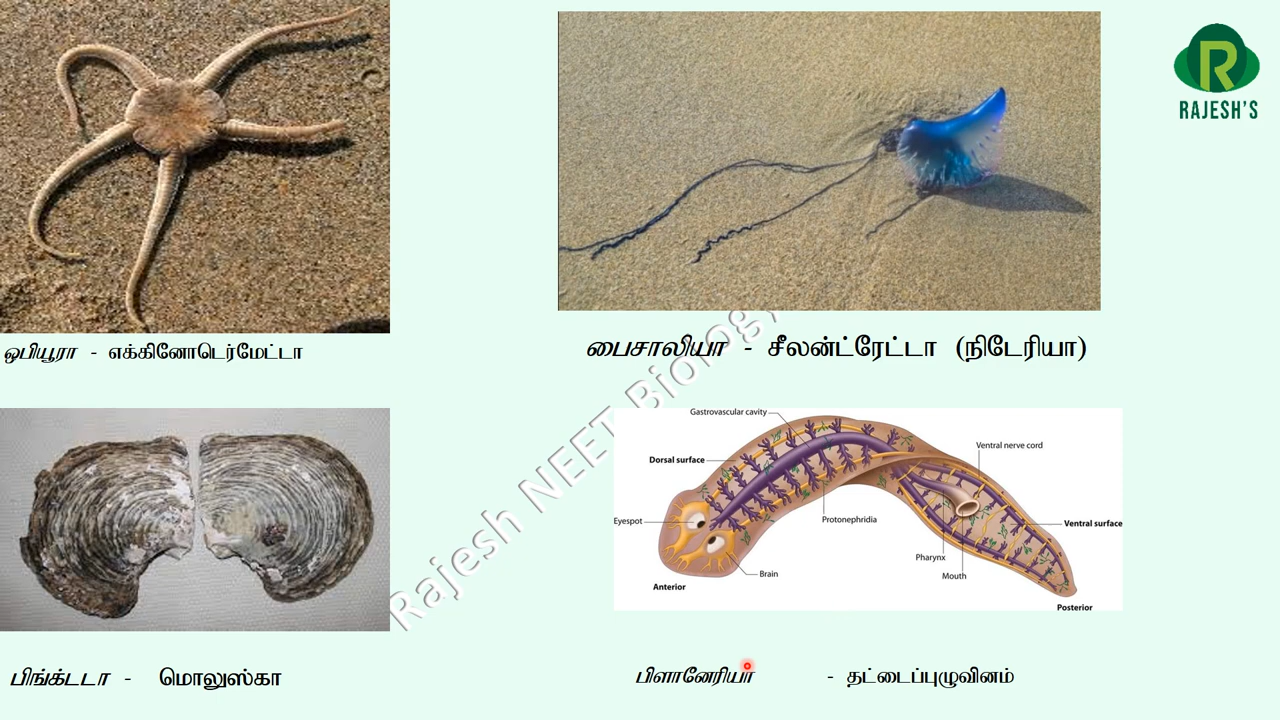 RAJESH'S
ஒபியூரா - எக்கினோடெர்மேட்டா
பைசாலியா - சீலன்ட்ரேட்டா (நிடேரியா)
Rajesh NEET Biology
Gastrovascular cavity
Ventral nerve cord
Dorsal surface
Eyespot
Protonephridia
Ventral surface
Pharynx
Brain
Mouth
Anterior
Posterior
பிங்க்டடா - மொலுஸ்கா
பிளானேரியா - தட்டைப்புழுவினம்